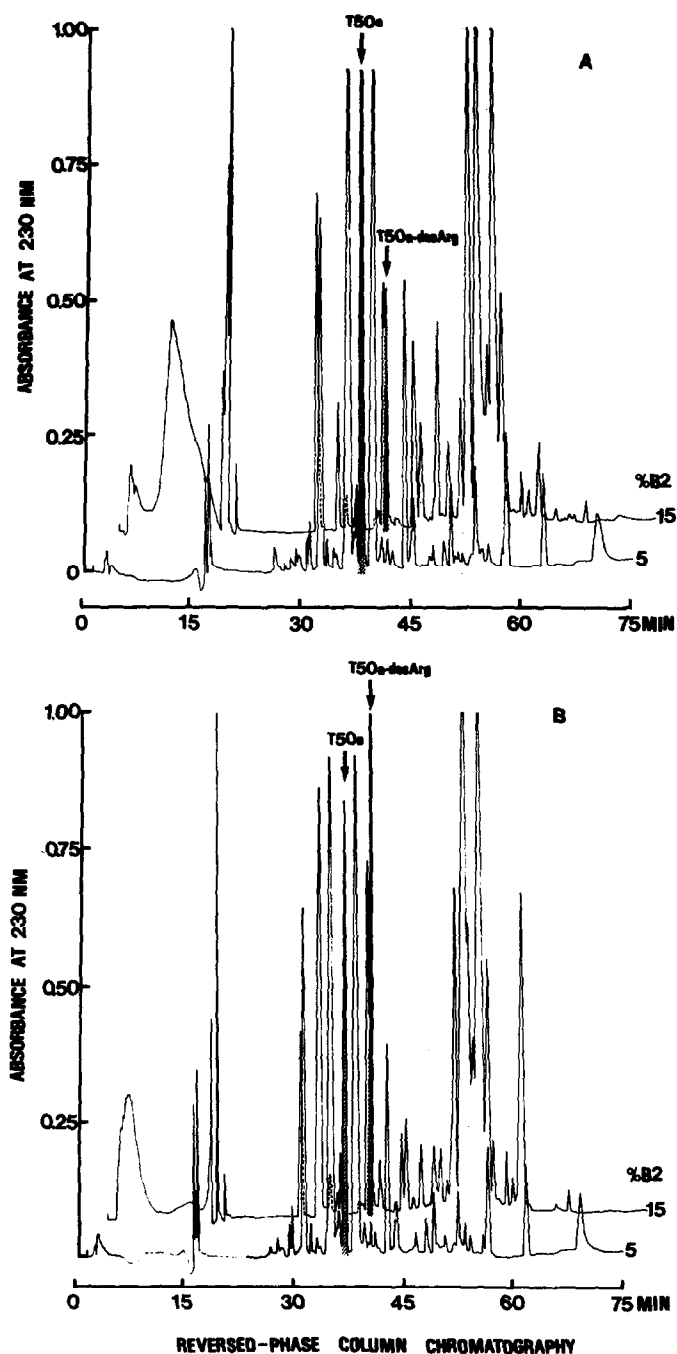 T50a
1.00
A
0.75
T50a-desArg
ABSORBANCE AT 230 NM
0.50
0.25
%B2
15
0
5
0 15 30 45 60 75 MIN
T50a-desArg
1.00
T50a
B
0.75
ABSORBANCE AT 230 NM
0.50
0.25
%B2
15
5
0 15 30 45 60 75 MIN
REVERSED-PHASE COLUMN CHROMATOGRAPHY